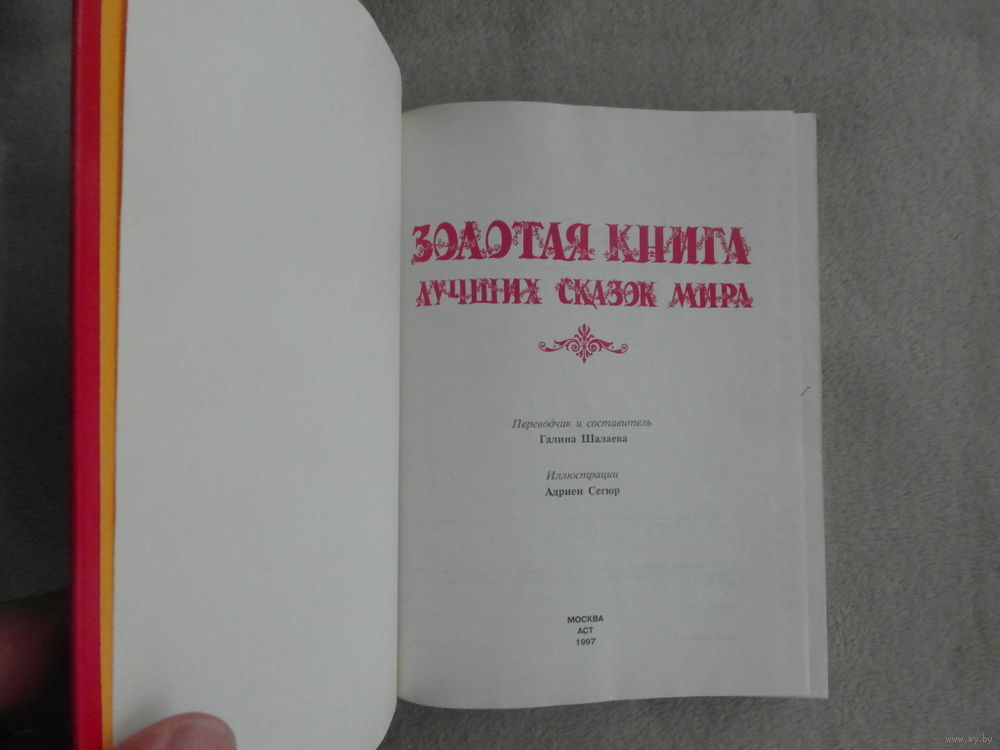 ЗОЛОТАЯ КНИГА
ЛУЧШИХ СКАЗОК МИРА
Переводчик и составитель
Галина Шалаева
Иллюстрации
Адриен Сегюр
МОСКВА
АСТ
1997
www.ay.by